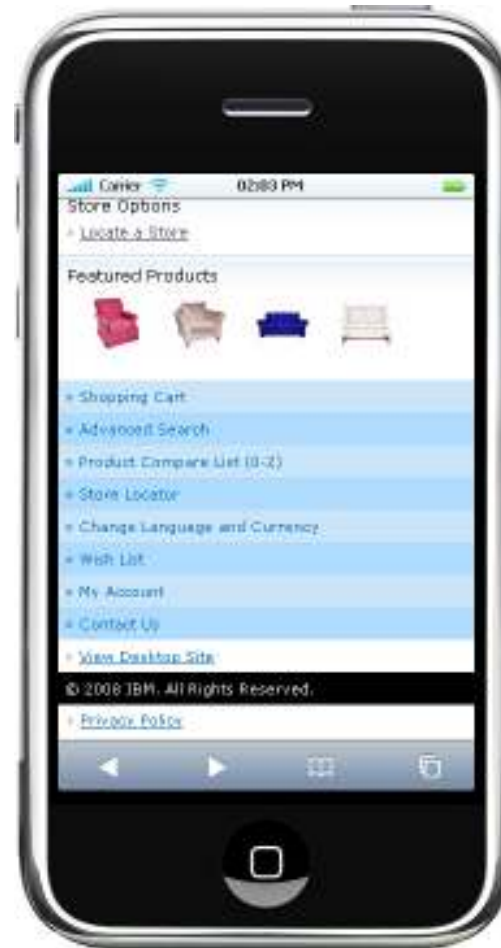 Carrier 02:03 PM
Store Options
» Locate a Store
Featured Products
» Shopping Cart
» Advanced Search
» Product Compare List (0-Z)
» Store Locator
» Change Language and Currency
» Wish List
» My Account
» Contact Us
» View Desktop Site
© 2008 IBM. All Rights Reserved.
» Privacy Policy